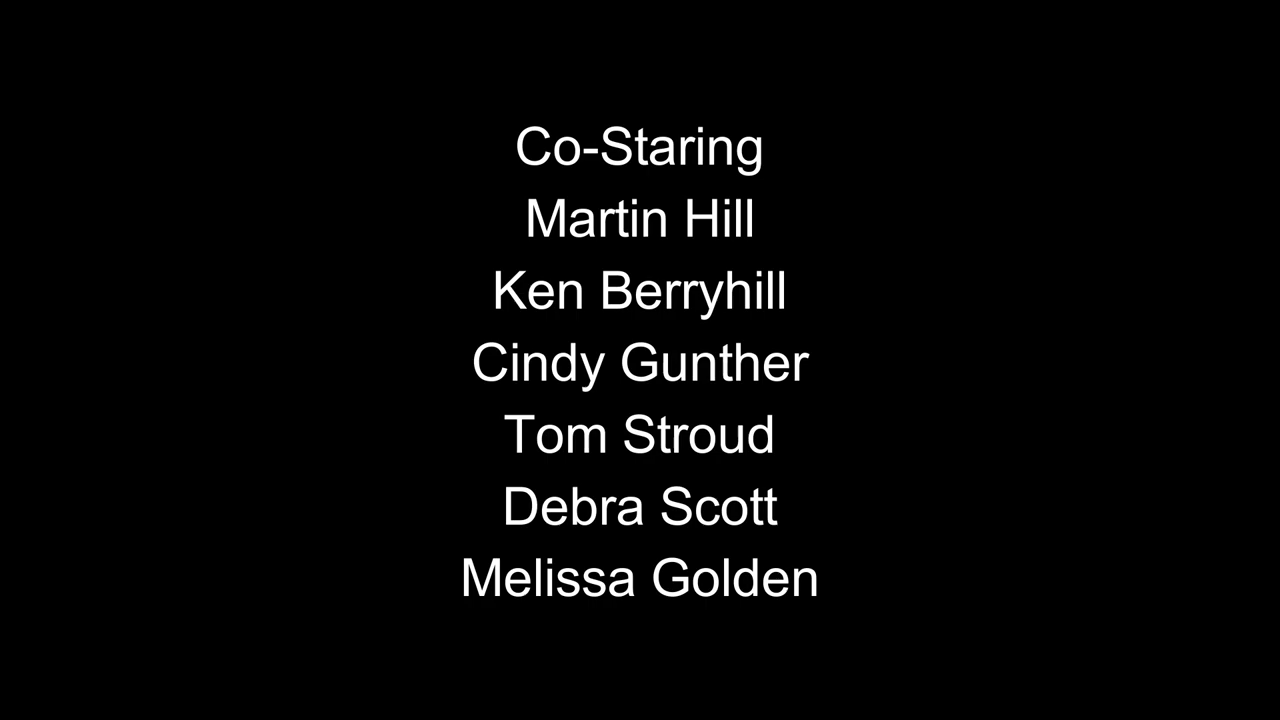 Co-Staring
Martin Hill
Ken Berryhill
Cindy Gunther
Tom Stroud
Debra Scott
Melissa Golden